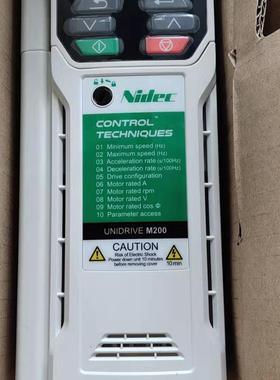 Nidec
CONTROL™
TECHNIQUES
01 Minimum speed (Hz)
02 Maximum speed (Hz)
03 Acceleration rate (s/100Hz)
04 Deceleration rate (s/100Hz)
05 Drive configuration
06 Motor rated A
07 Motor rated rpm
08 Motor rated V
09 Motor rated cos Φ
10 Parameter access
UNIDRIVE M200
CAUTION
Risk of Electric Shock
Power down unit 10 minutes
before removing cover
10min